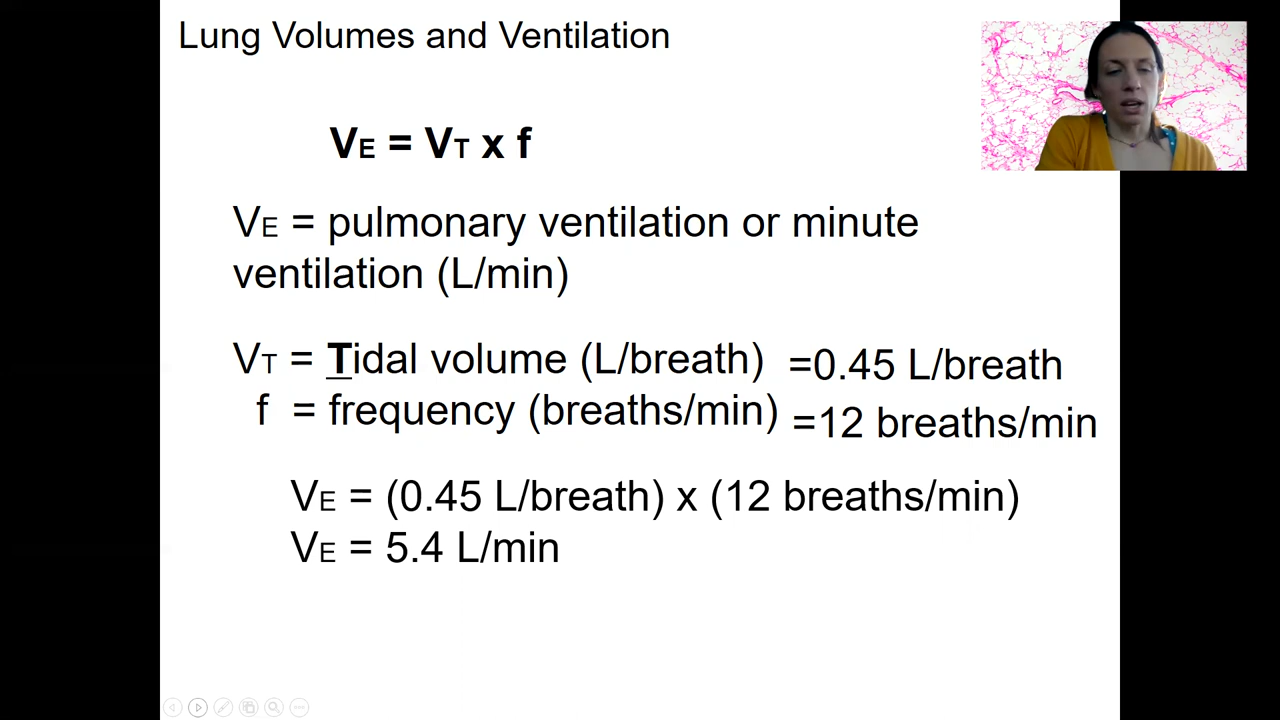 Lung Volumes and Ventilation
VE = VT x f
VE = pulmonary ventilation or minute
ventilation (L/min)
VT = Tidal volume (L/breath) =0.45 L/breath
f = frequency (breaths/min) =12 breaths/min
VE = (0.45 L/breath) x (12 breaths/min)
VE = 5.4 L/min